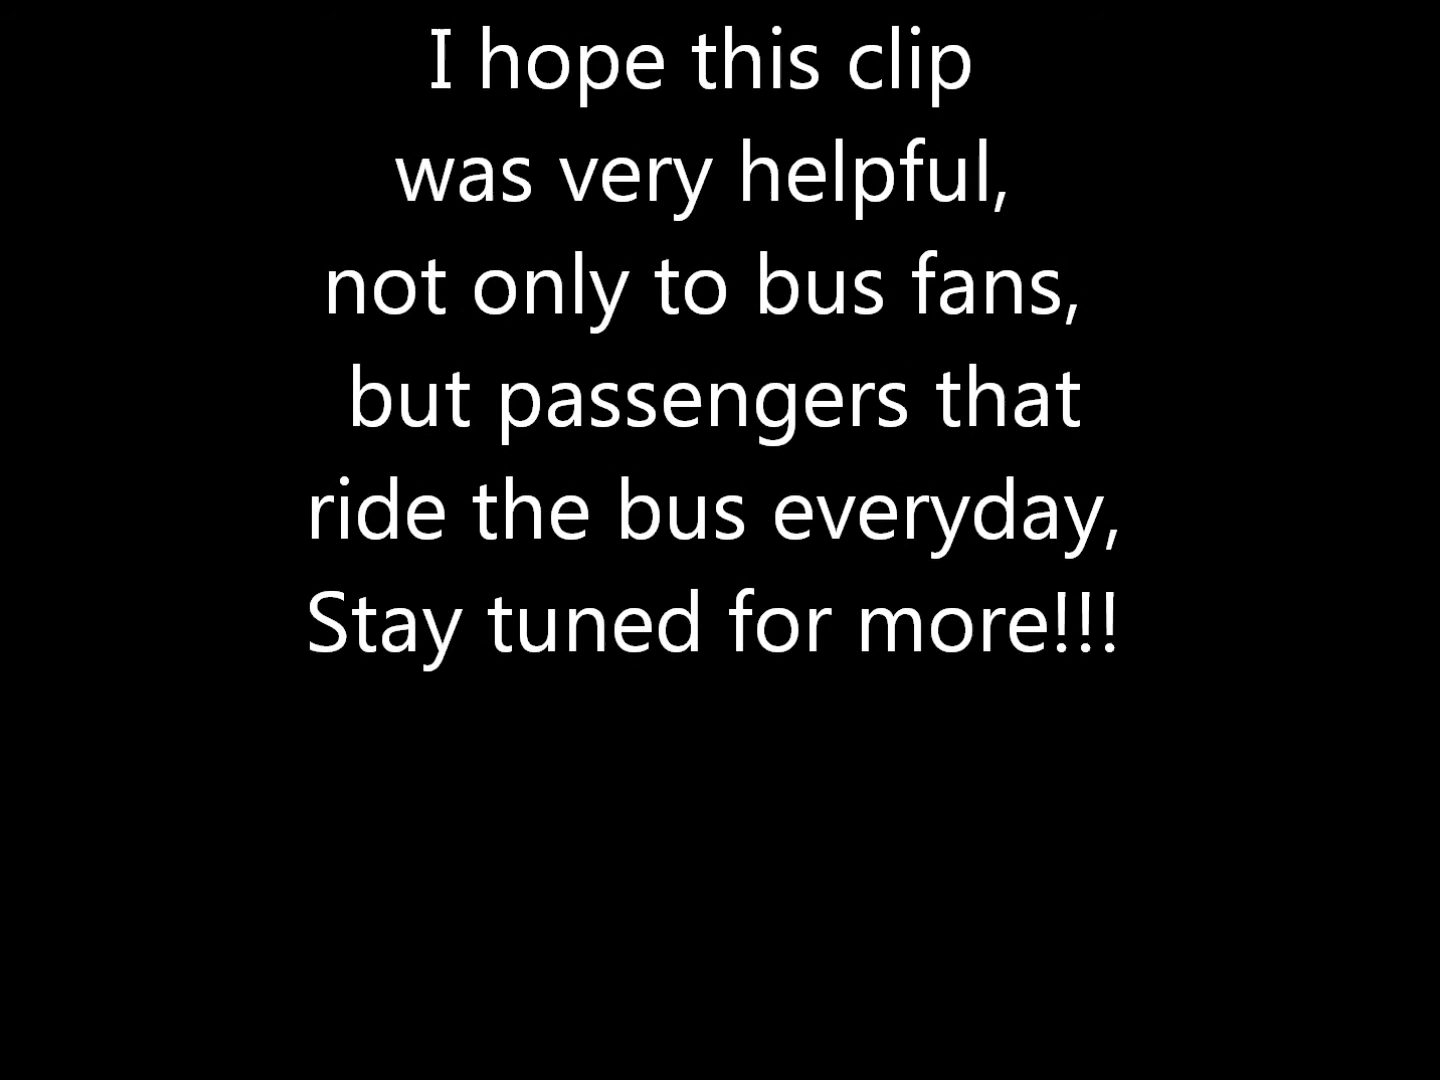 I hope this clip
was very helpful,
not only to bus fans,
but passengers that
ride the bus everyday,
Stay tuned for more!!!